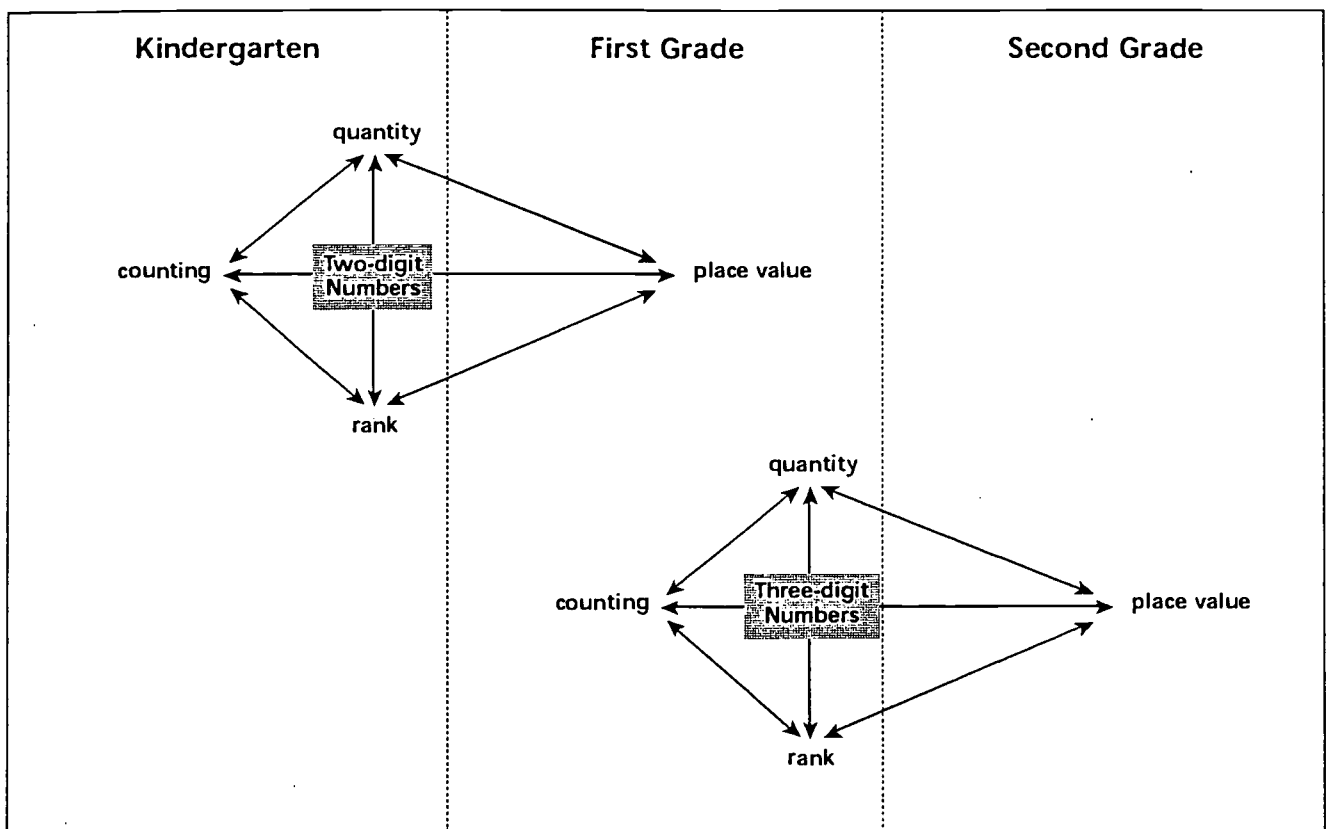 Kindergarten
First Grade
Second Grade
quantity
counting
Two-digit
Numbers
place value
rank
quantity
counting
Three-digit
Numbers
place value
rank